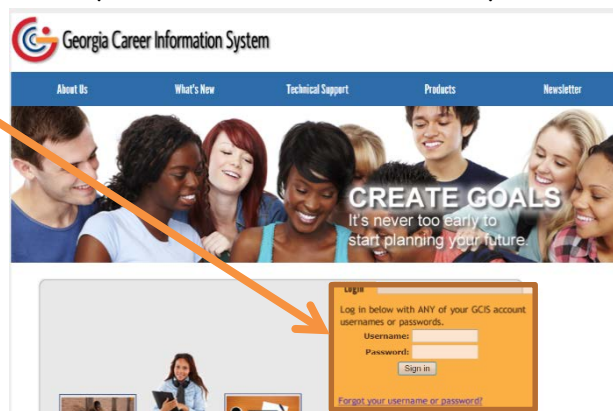 Georgia Career Information System
About Us What's New Technical Support Products Newsletter
CREATE GOALS
It's never too early to
start planning your future.
Login
Log in below with ANY of your GCIS account
usernames or passwords.
Username:
Password:
Sign in
Forgot your username or password?